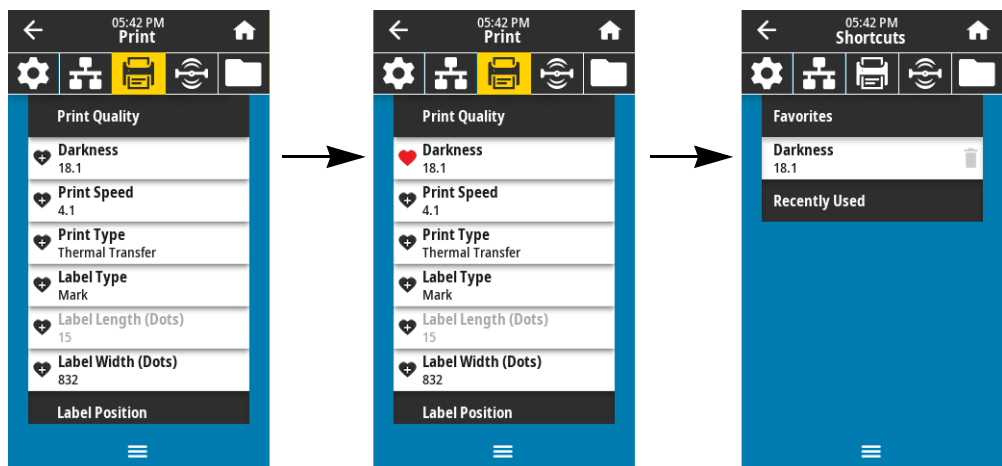 05:42 PM
Print
Print Quality
Darkness
18.1
Print Speed
4.1
Print Type
Thermal Transfer
Label Type
Mark
Label Length (Dots)
15
Label Width (Dots)
832
Label Position
05:42 PM
Print
Print Quality
Darkness
18.1
Print Speed
4.1
Print Type
Thermal Transfer
Label Type
Mark
Label Length (Dots)
15
Label Width (Dots)
832
Label Position
05:42 PM
Shortcuts
Favorites
Darkness
18.1
Recently Used